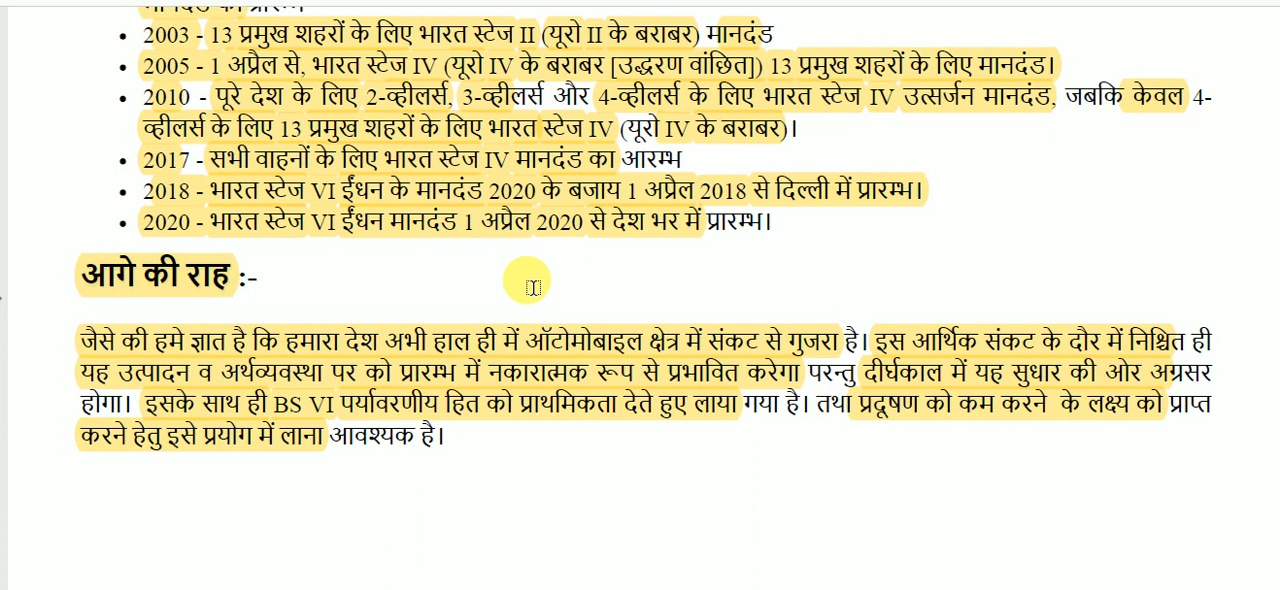 मानदंड का प्रारम्भ
• 2003 - 13 प्रमुख शहरों के लिए भारत स्टेज II (यूरो II के बराबर) मानदंड
• 2005 - 1 अप्रैल से, भारत स्टेज IV (यूरो IV के बराबर [उद्धरण वांछित]) 13 प्रमुख शहरों के लिए मानदंड।
• 2010 - पूरे देश के लिए 2-व्हीलर्स, 3-व्हीलर्स और 4-व्हीलर्स के लिए भारत स्टेज IV उत्सर्जन मानदंड, जबकि केवल 4-
व्हीलर्स के लिए 13 प्रमुख शहरों के लिए भारत स्टेज IV (यूरो IV के बराबर)।
• 2017 - सभी वाहनों के लिए भारत स्टेज IV मानदंड का आरम्भ
• 2018 - भारत स्टेज VI ईंधन के मानदंड 2020 के बजाय 1 अप्रैल 2018 से दिल्ली में प्रारम्भ।
• 2020 - भारत स्टेज VI ईंधन मानदंड 1 अप्रैल 2020 से देश भर में प्रारम्भ।
आगे की राह :-
जैसे की हमे ज्ञात है कि हमारा देश अभी हाल ही में ऑटोमोबाइल क्षेत्र में संकट से गुजरा है। इस आर्थिक संकट के दौर में निश्चित ही
यह उत्पादन व अर्थव्यवस्था पर को प्रारम्भ में नकारात्मक रूप से प्रभावित करेगा परन्तु दीर्घकाल में यह सुधार की ओर अग्रसर
होगा। इसके साथ ही BS VI पर्यावरणीय हित को प्राथमिकता देते हुए लाया गया है। तथा प्रदूषण को कम करने के लक्ष्य को प्राप्त
करने हेतु इसे प्रयोग में लाना आवश्यक है।